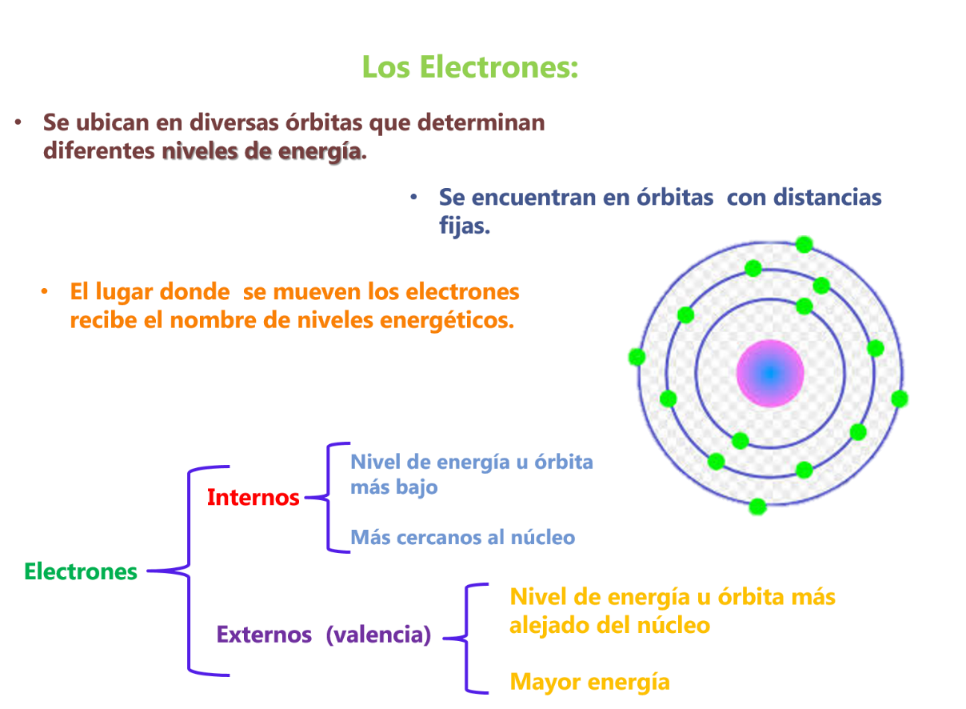 Los Electrones:
• Se ubican en diversas órbitas que determinan
diferentes niveles de energía.
• Se encuentran en órbitas  con distancias
fijas.
• El lugar donde  se mueven los electrones
recibe el nombre de niveles energéticos.
Nivel de energía u órbita
más bajo
Internos
Más cercanos al núcleo
Electrones
Nivel de energía u órbita más
alejado del núcleo
Externos  (valencia)
Mayor energía